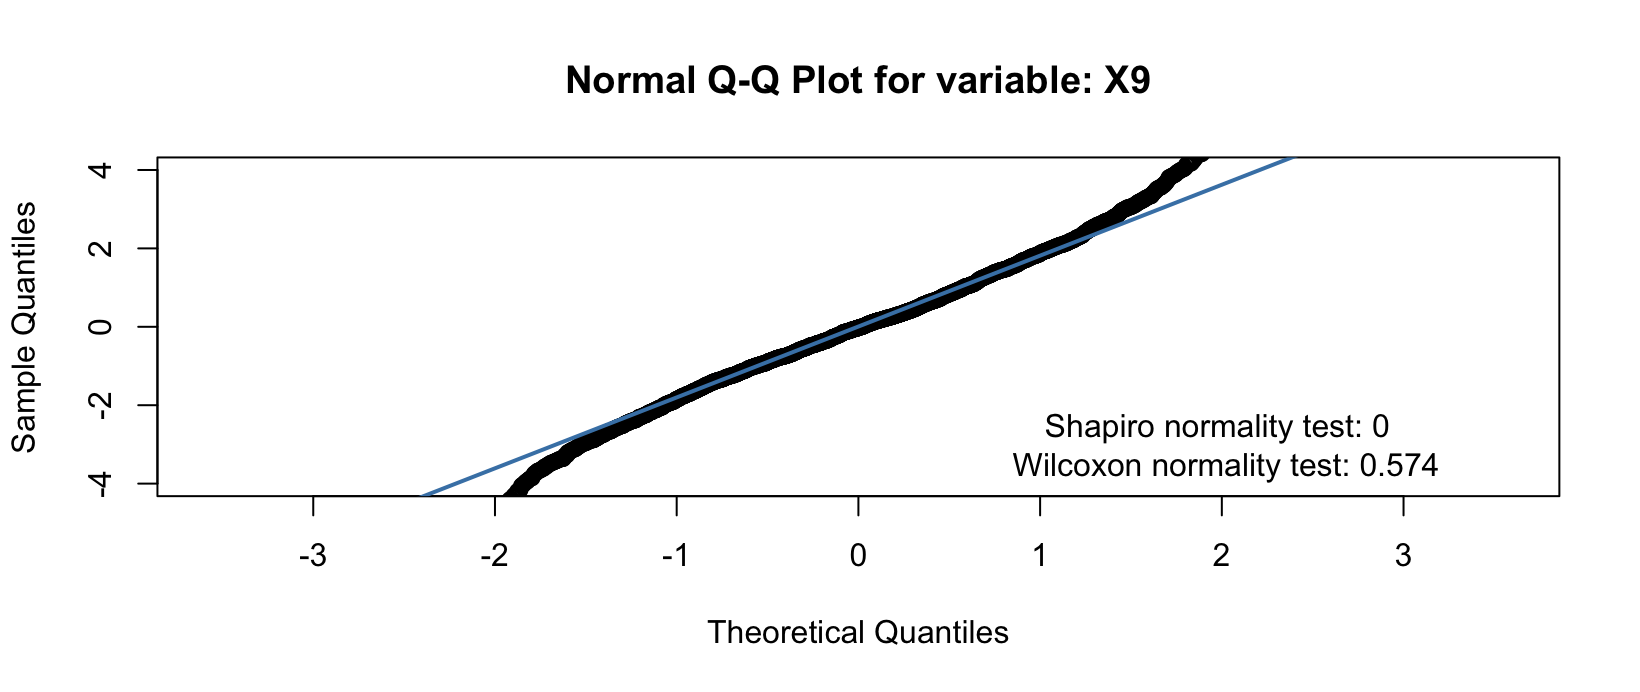 Normal Q-Q Plot for variable: X9
Sample Quantiles
4
2
0
-2
-4
Shapiro normality test: 0
Wilcoxon normality test: 0.574
-3 -2 -1 0 1 2 3
Theoretical Quantiles